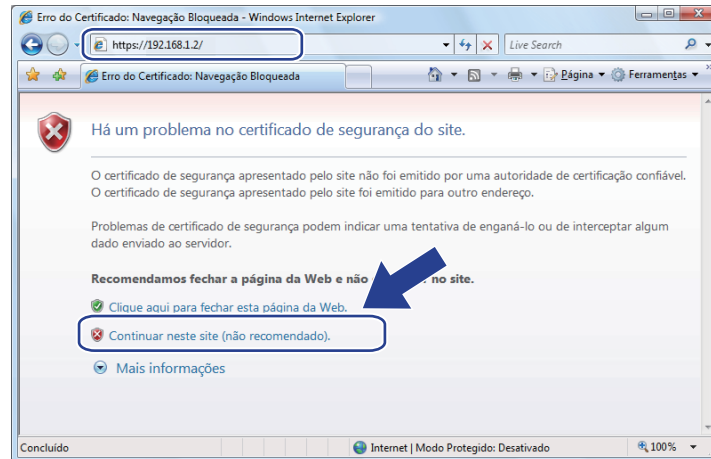 Erro do Certificado: Navegação Bloqueada - Windows Internet Explorer
https://192.168.1.2/
Live Search
Erro do Certificado: Navegação Bloqueada
Página
Ferramentas
Há um problema no certificado de segurança do site.
O certificado de segurança apresentado pelo site não foi emitido por uma autoridade de certificação confiável.
O certificado de segurança apresentado pelo site foi emitido para outro endereço.
Problemas de certificado de segurança podem indicar uma tentativa de enganá-lo ou de interceptar algum
dado enviado ao servidor.
Recomendamos fechar a página da Web e não no site.
Clique aqui para fechar esta página da Web.
Continuar neste site (não recomendado).
Mais informações
Concluído
Internet | Modo Protegido: Desativado
100%